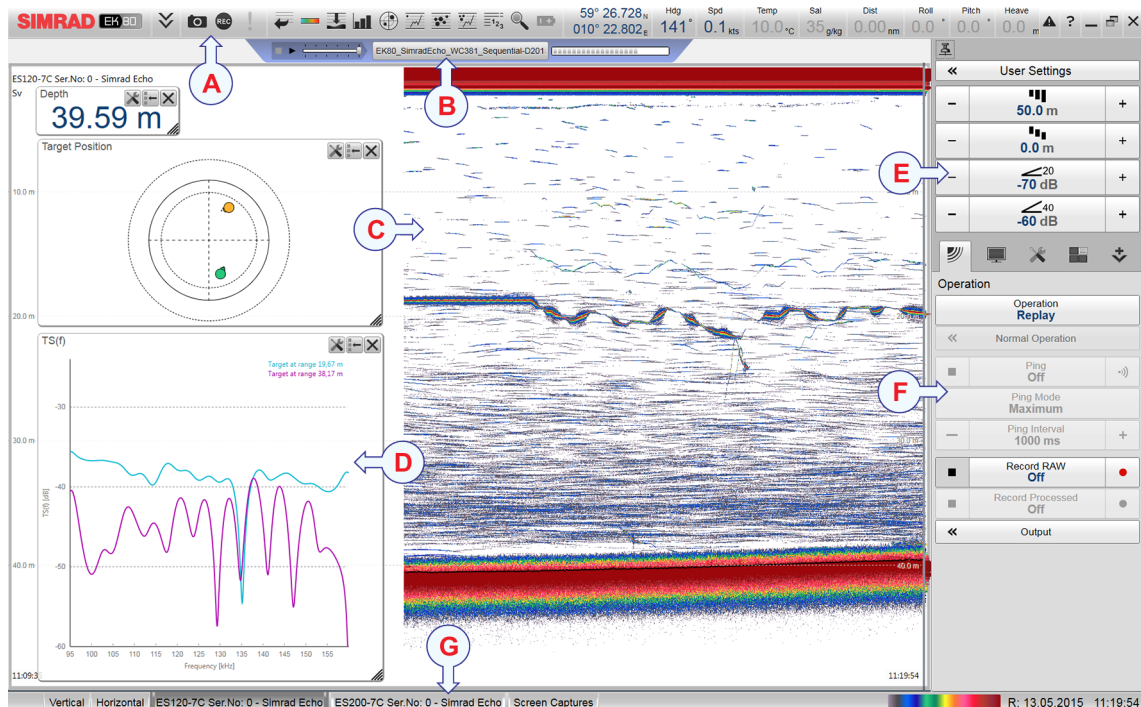 SIMRAD EK80
REC
59° 26.728 N
010° 22.802 E
Hdg
141°
Spd
0.1 kts
Temp
10.0 °C
Sal
35 g/kg
Dist
0.00 nm
Roll
0.0 °
Pitch
0.0 °
Heave
0.0 m
EK80_SimradEcho_WC381_Sequential-D201
A
B
C
D
E
F
G
ES120-7C Ser.No: 0 - Simrad Echo
Sv
Depth
39.59 m
Target Position
10.0 m
20.0 m
30.0 m
40.0 m
TS(f)
Target at range 19,67 m
Target at range 38,17 m
-30
-40
-50
-60
TS(f) [dB]
95 100 105 110 115 120 125 130 135 140 145 150 155
Frequency [kHz]
11:09:3
40.0 m
11:19:54
User Settings
50.0 m
0.0 m
20
-70 dB
40
-60 dB
Operation
Operation
Replay
Normal Operation
Ping
Off
Ping Mode
Maximum
Ping Interval
1000 ms
Record RAW
Off
Record Processed
Off
Output
Vertical
Horizontal
ES120-7C Ser.No: 0 - Simrad Echo
ES200-7C Ser.No: 0 - Simrad Echo
Screen Captures
R: 13.05.2015 11:19:54